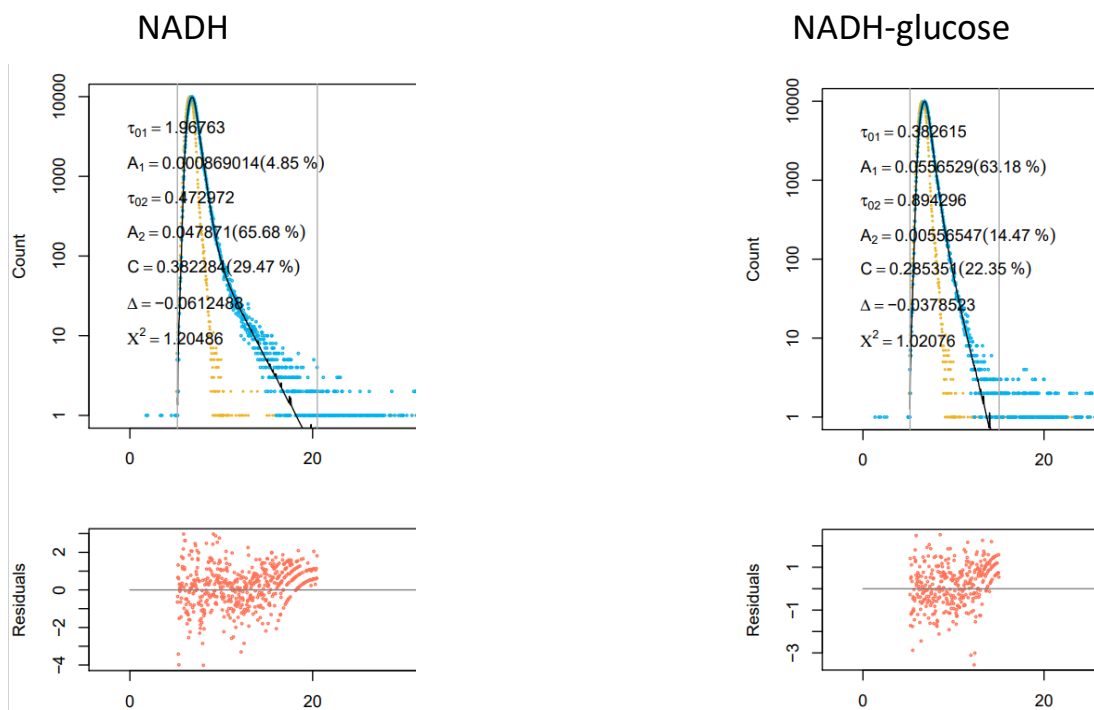 NADH
NADH-glucose
Count
10000
1000
100
10
1
τ01 = 1.96763
A1 = 0.000869014(4.85 %)
τ02 = 0.472972
A2 = 0.047871(65.68 %)
C = 0.382284(29.47 %)
Δ = −0.0612488
X² = 1.20486
0
20
Residuals
2
0
−2
−4
0
20
Count
10000
1000
100
10
1
τ01 = 0.382615
A1 = 0.0556529(63.18 %)
τ02 = 0.894296
A2 = 0.00556547(14.47 %)
C = 0.285351(22.35 %)
Δ = −0.0378523
X² = 1.02076
0
20
Residuals
1
−1
−3
0
20